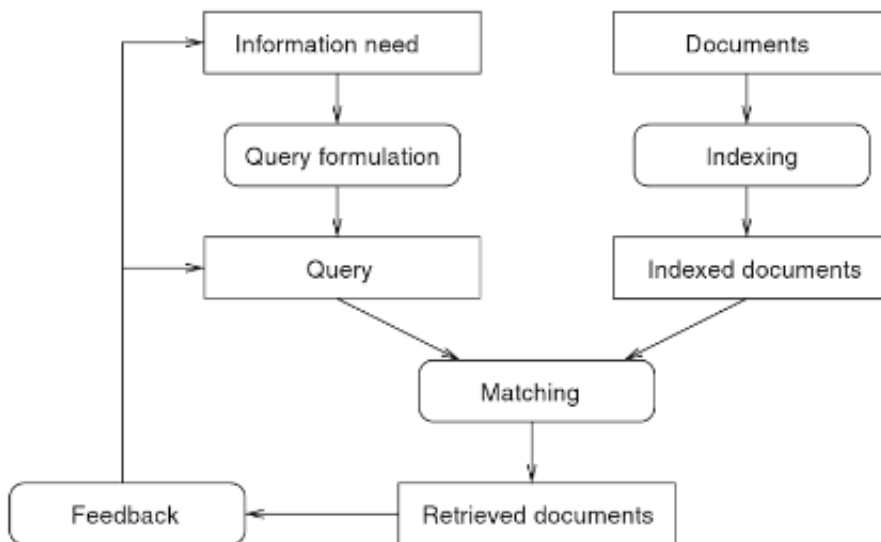 Information need
Documents
Query formulation
Indexing
Query
Indexed documents
Matching
Feedback
Retrieved documents